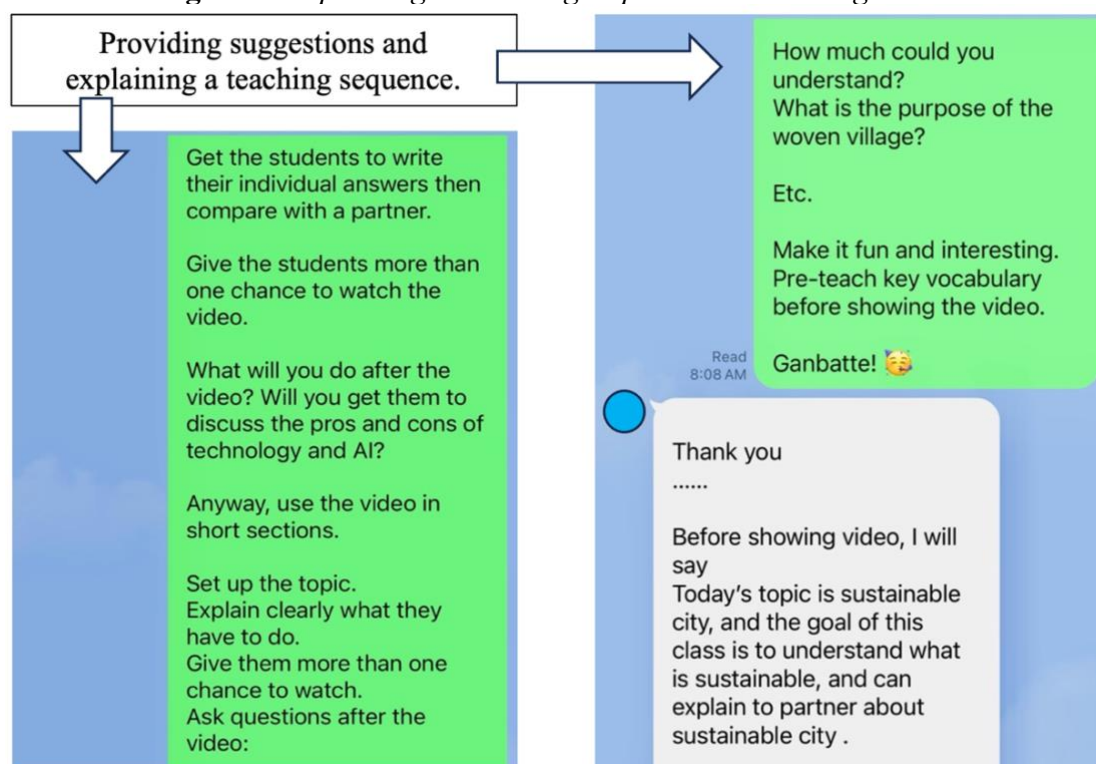 Providing suggestions and
explaining a teaching sequence.
Get the students to write
their individual answers then
compare with a partner.
Give the students more than
one chance to watch the
video.
What will you do after the
video? Will you get them to
discuss the pros and cons of
technology and AI?
Anyway, use the video in
short sections.
Set up the topic.
Explain clearly what they
have to do.
Give them more than one
chance to watch.
Ask questions after the
video:
How much could you
understand?
What is the purpose of the
woven village?
Etc.
Make it fun and interesting.
Pre-teach key vocabulary
before showing the video.
Ganbatte! 🥳
Read
8:08 AM
Thank you
......
Before showing video, I will
say
Today’s topic is sustainable
city, and the goal of this
class is to understand what
is sustainable, and can
explain to partner about
sustainable city .